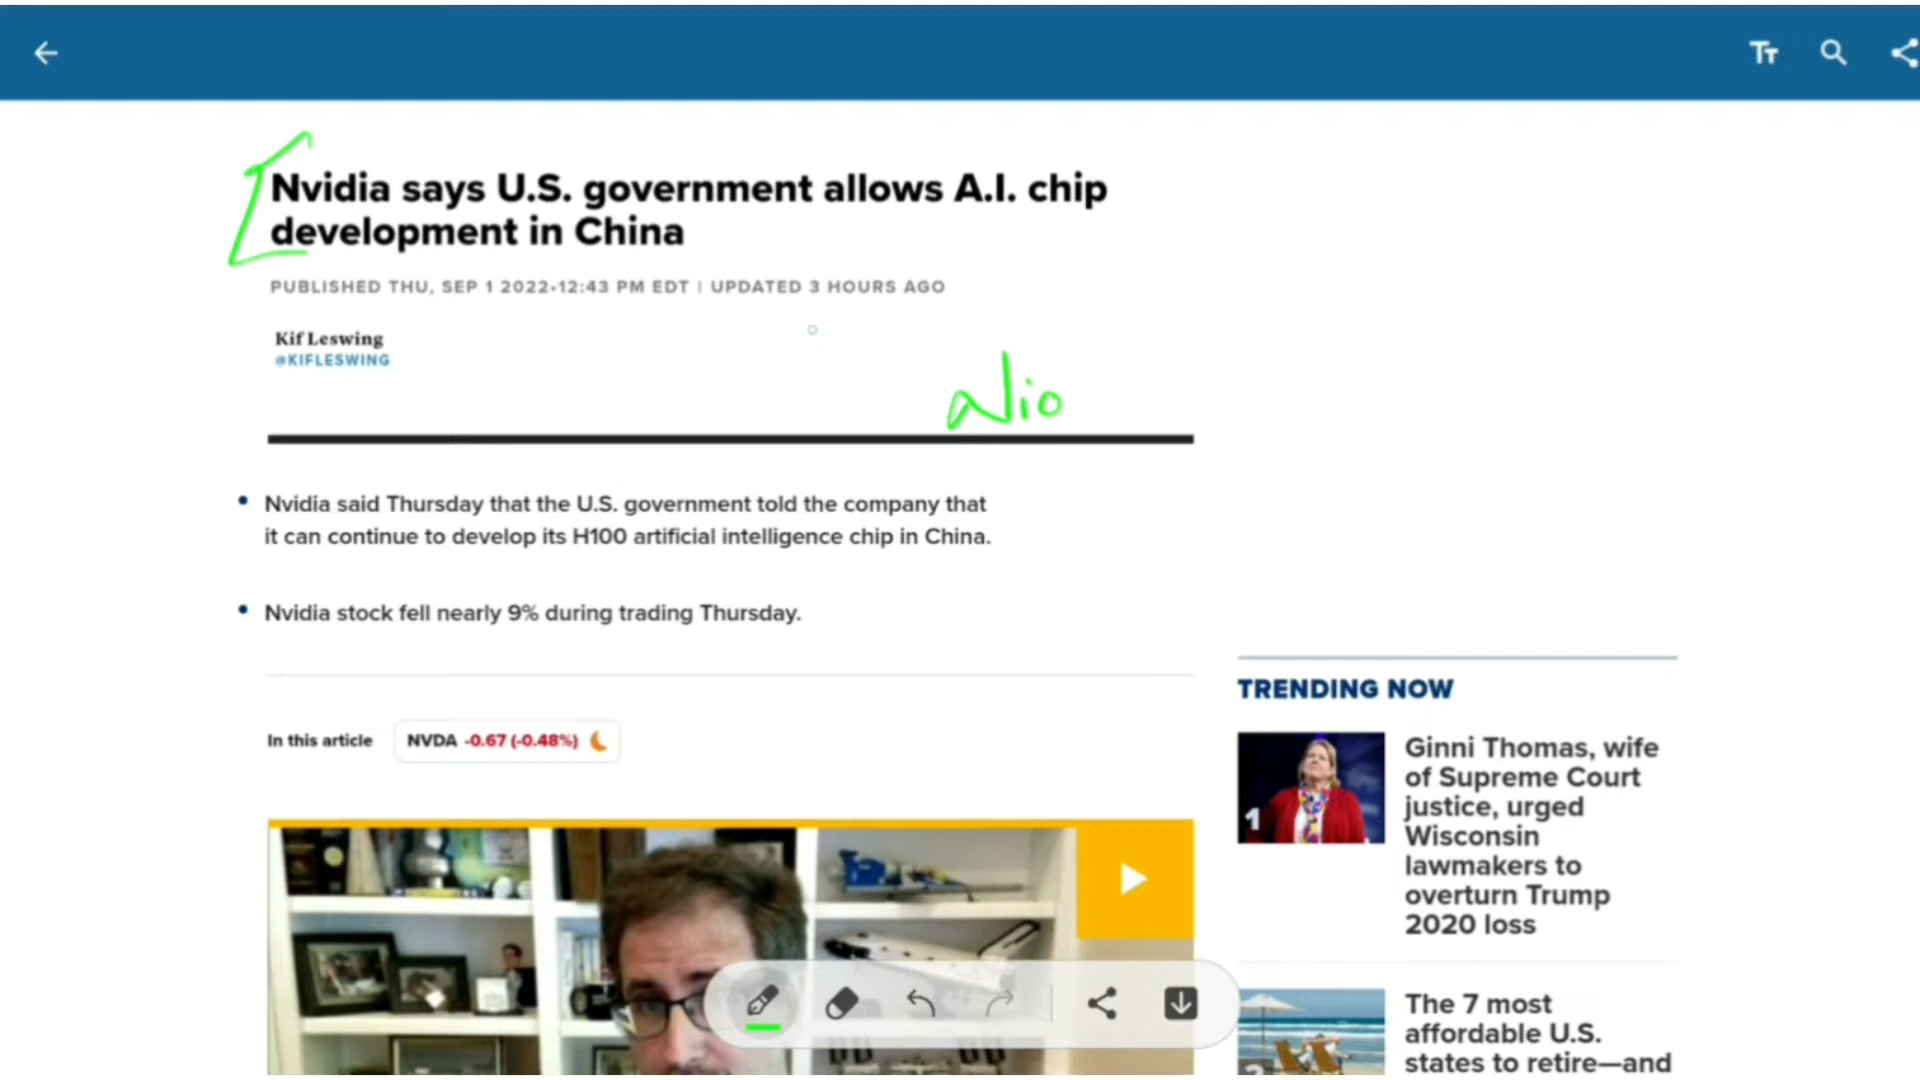 Tт
Nvidia says U.S. government allows A.I. chip
development in China
PUBLISHED THU, SEP 1 2022•12:43 PM EDT | UPDATED 3 HOURS AGO
Kif Leswing
@KIFLESWING
Nio
Nvidia said Thursday that the U.S. government told the company that
it can continue to develop its H100 artificial intelligence chip in China.
Nvidia stock fell nearly 9% during trading Thursday.
In this article
NVDA -0.67 (-0.48%)
TRENDING NOW
1
Ginni Thomas, wife
of Supreme Court
justice, urged
Wisconsin
lawmakers to
overturn Trump
2020 loss
2
The 7 most
affordable U.S.
states to retire—and